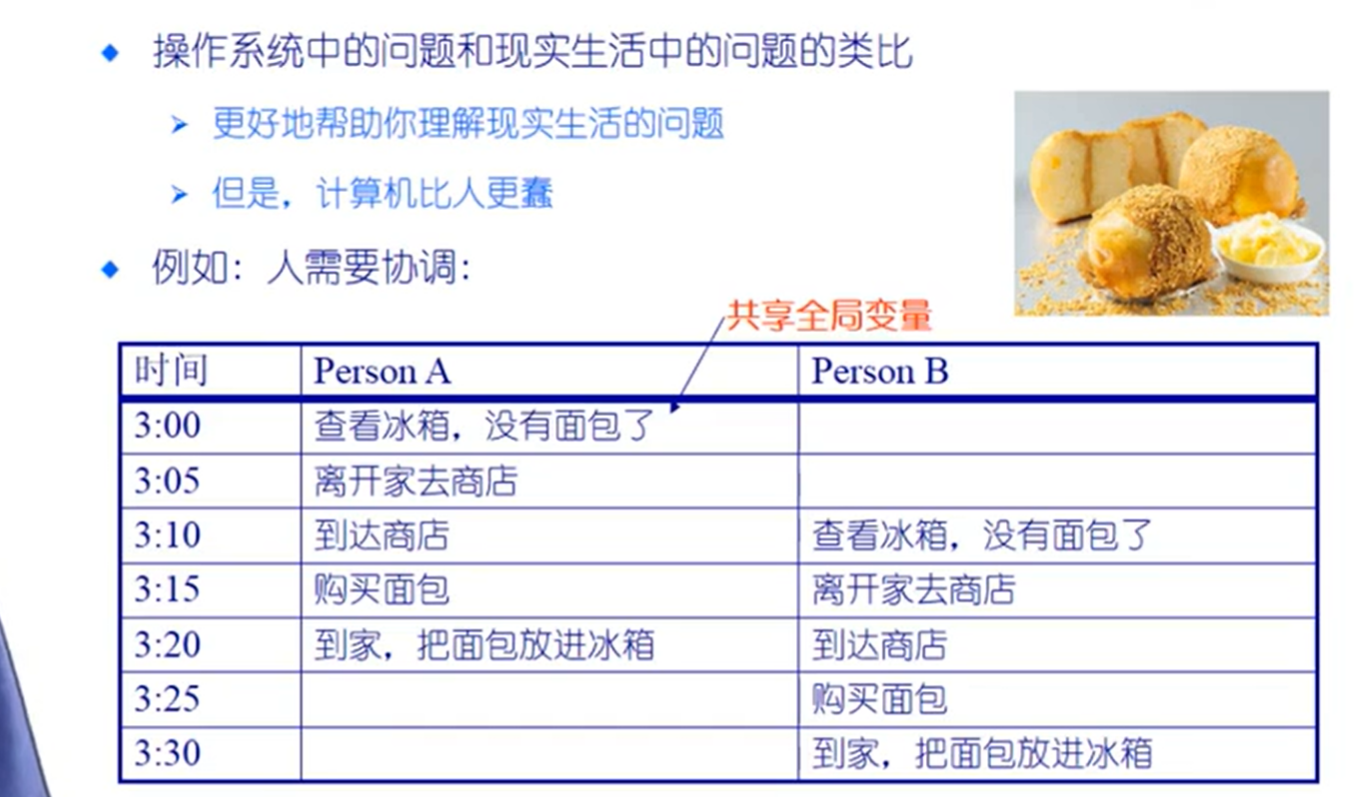 操作系统中的问题和现实生活中的问题的类比
更好地帮助你理解现实生活的问题
但是，计算机比人更蠢
例如：人需要协调：
共享全局变量
时间 Person A Person B
3:00 查看冰箱，没有面包了
3:05 离开家去商店
3:10 到达商店 查看冰箱，没有面包了
3:15 购买面包 离开家去商店
3:20 到家，把面包放进冰箱 到达商店
3:25 购买面包
3:30 到家，把面包放进冰箱